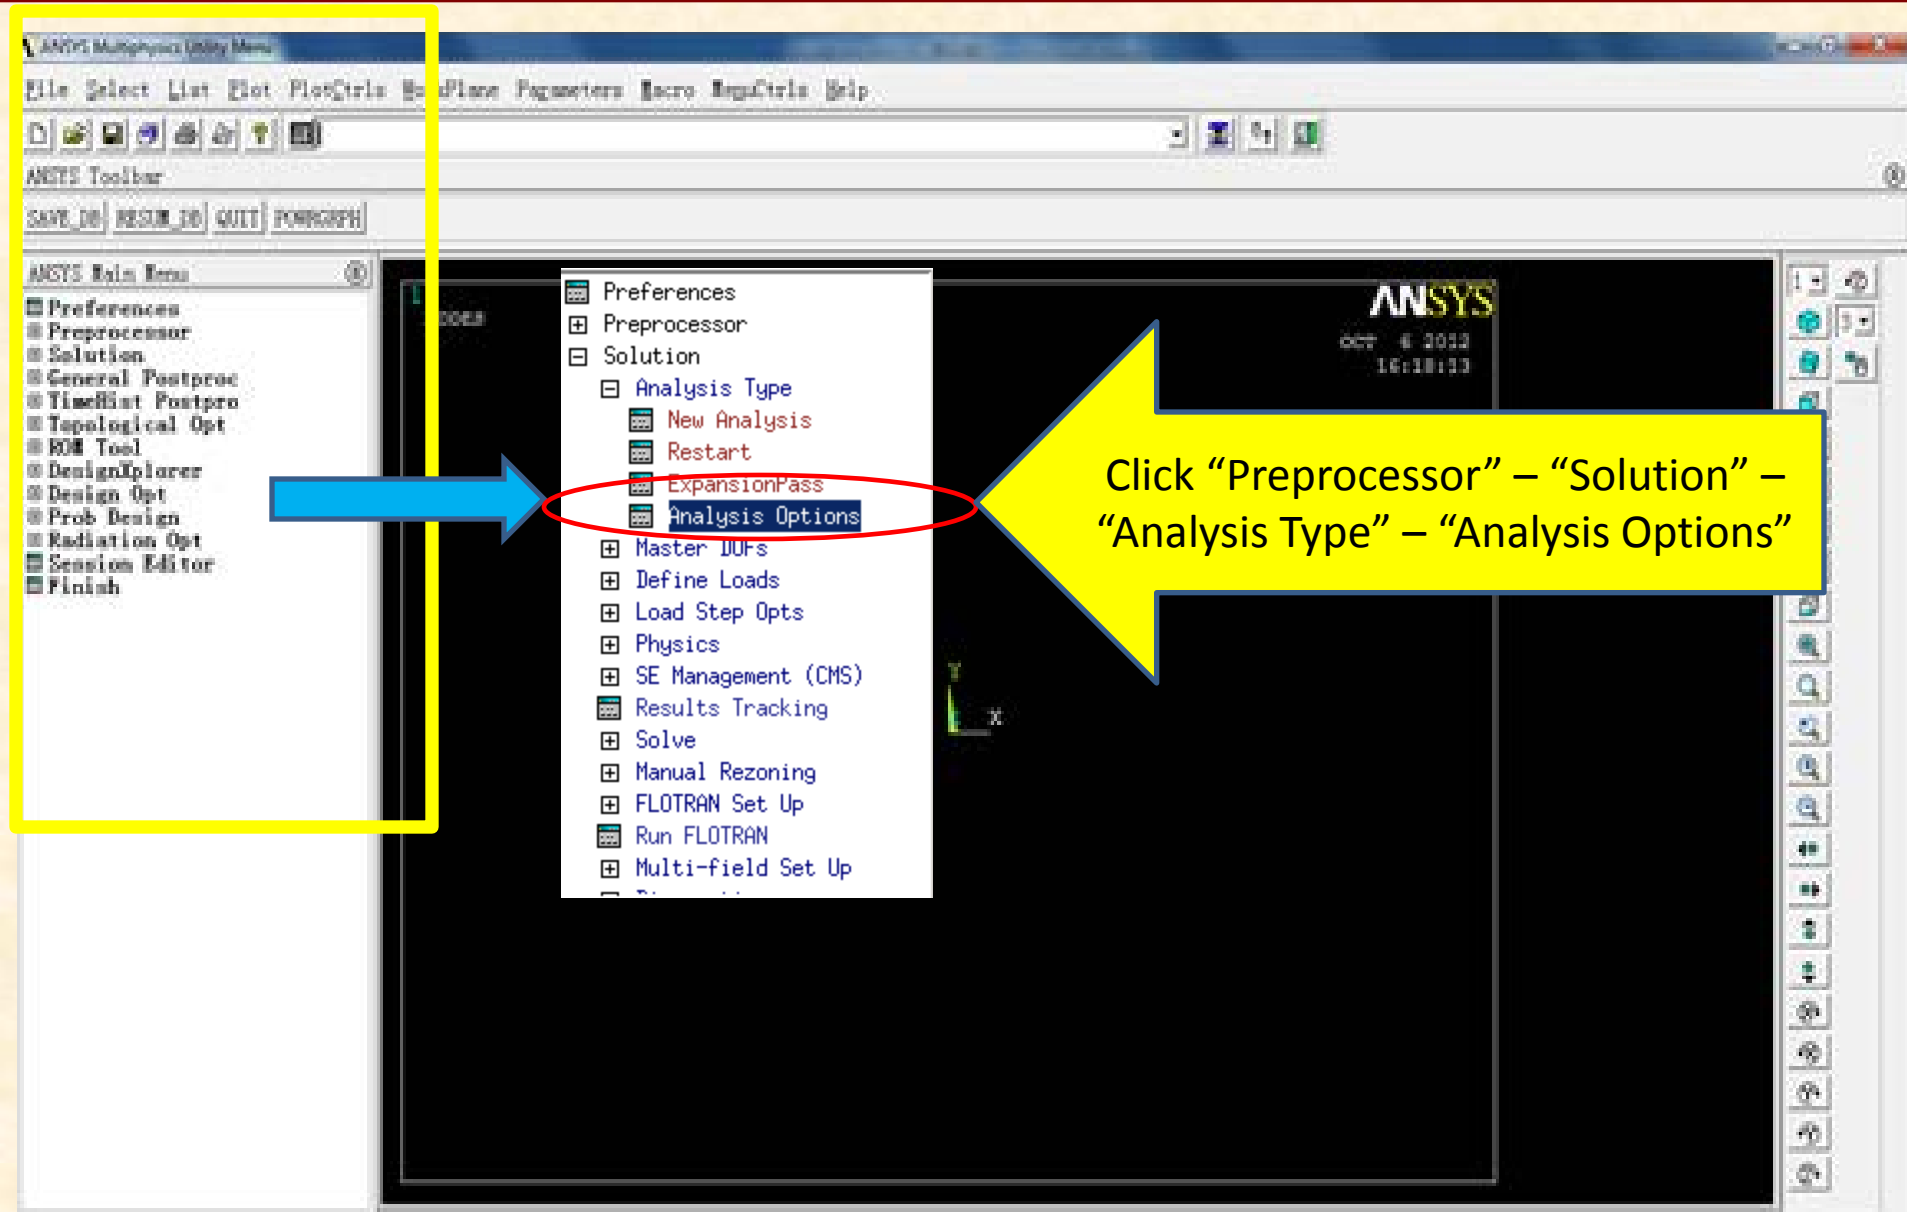 ANSYS Multiphysics Utility Menu
File Select List Plot PlotCtrls WorkPlane Parameters Macro MenuCtrls Help
ANSYS Toolbar
SAVE_DB RESUM_DB QUIT POWRGRPH
ANSYS Main Menu
Preferences
Preprocessor
Solution
General Postproc
TimeHist Postpro
Topological Opt
ROM Tool
DesignXplorer
Design Opt
Prob Design
Radiation Opt
Session Editor
Finish
1
NODES
Preferences
Preprocessor
Solution
Analysis Type
New Analysis
Restart
ExpansionPass
Analysis Options
Master DOFs
Define Loads
Load Step Opts
Physics
SE Management (CMS)
Results Tracking
Solve
Manual Rezoning
FLOTRAN Set Up
Run FLOTRAN
Multi-field Set Up
ANSYS
OCT 6 2012
16:18:13
Click “Preprocessor” – “Solution” –
“Analysis Type” – “Analysis Options”
Y
X